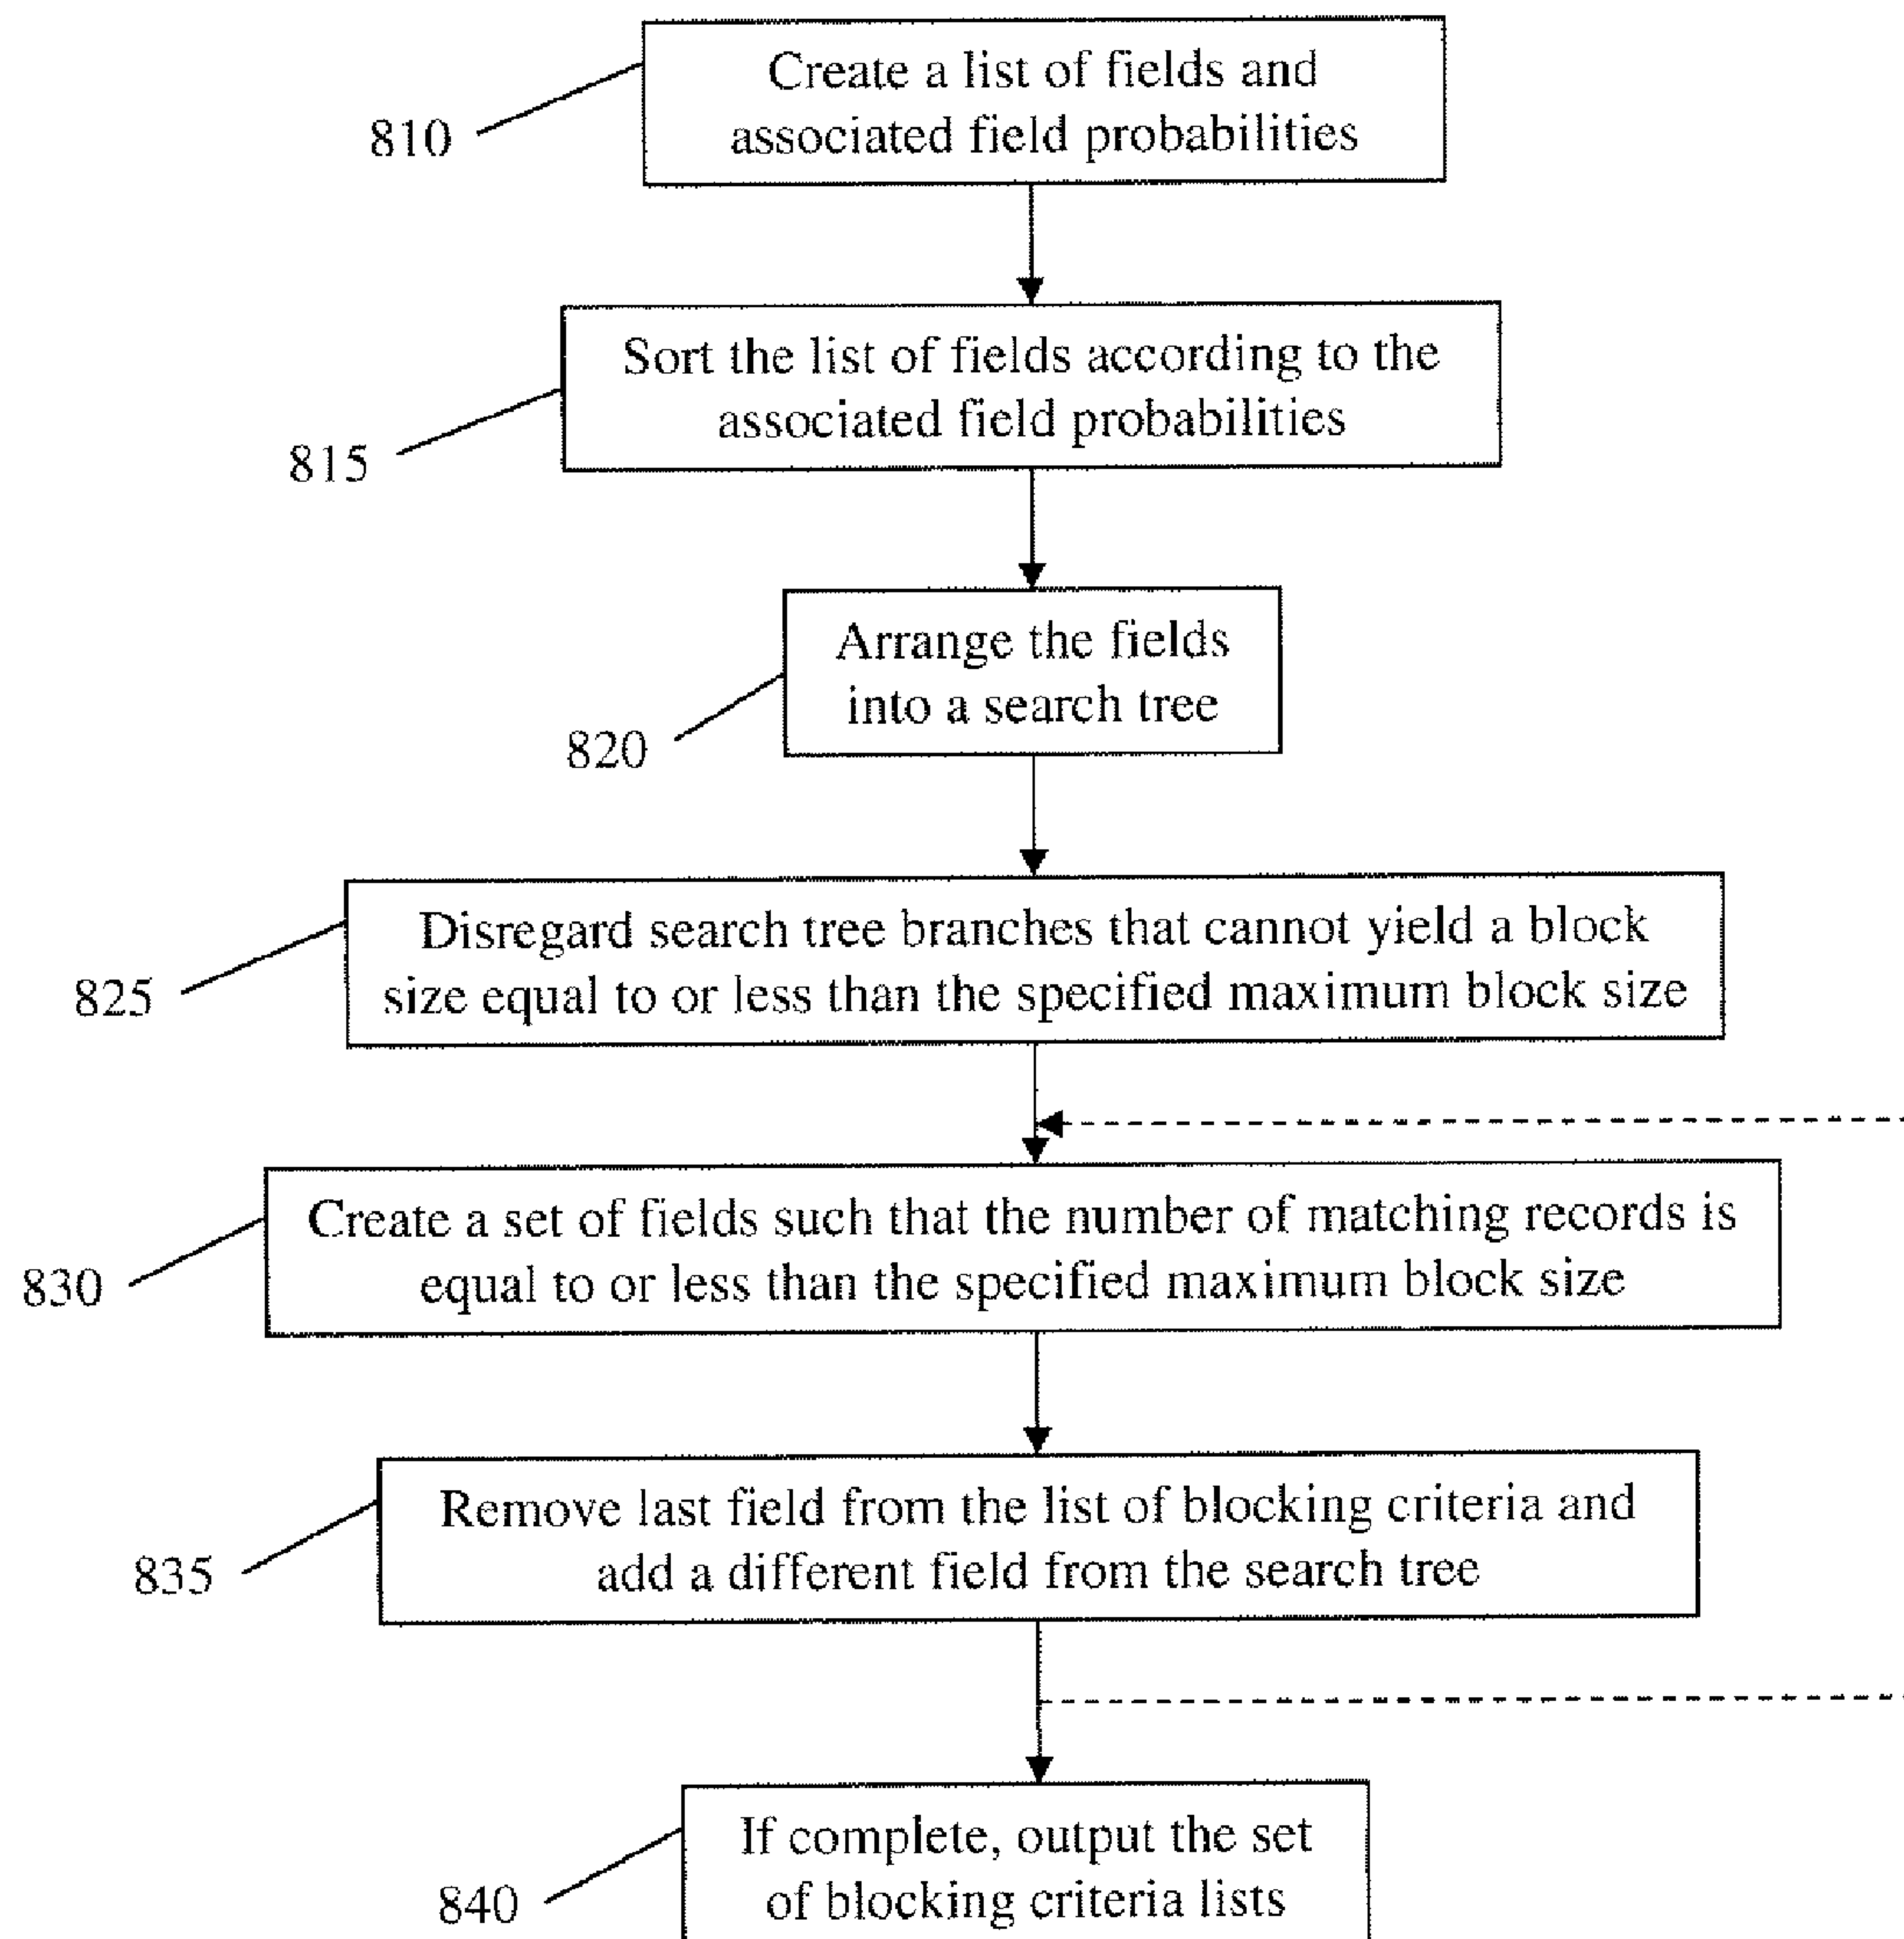 Create a list of fields and
associated field probabilities
810
Sort the list of fields according to the
associated field probabilities
815
Arrange the fields
into a search tree
820
Disregard search tree branches that cannot yield a block
size equal to or less than the specified maximum block size
825
Create a set of fields such that the number of matching records is
equal to or less than the specified maximum block size
830
Remove last field from the list of blocking criteria and
add a different field from the search tree
835
If complete, output the set
of blocking criteria lists
840